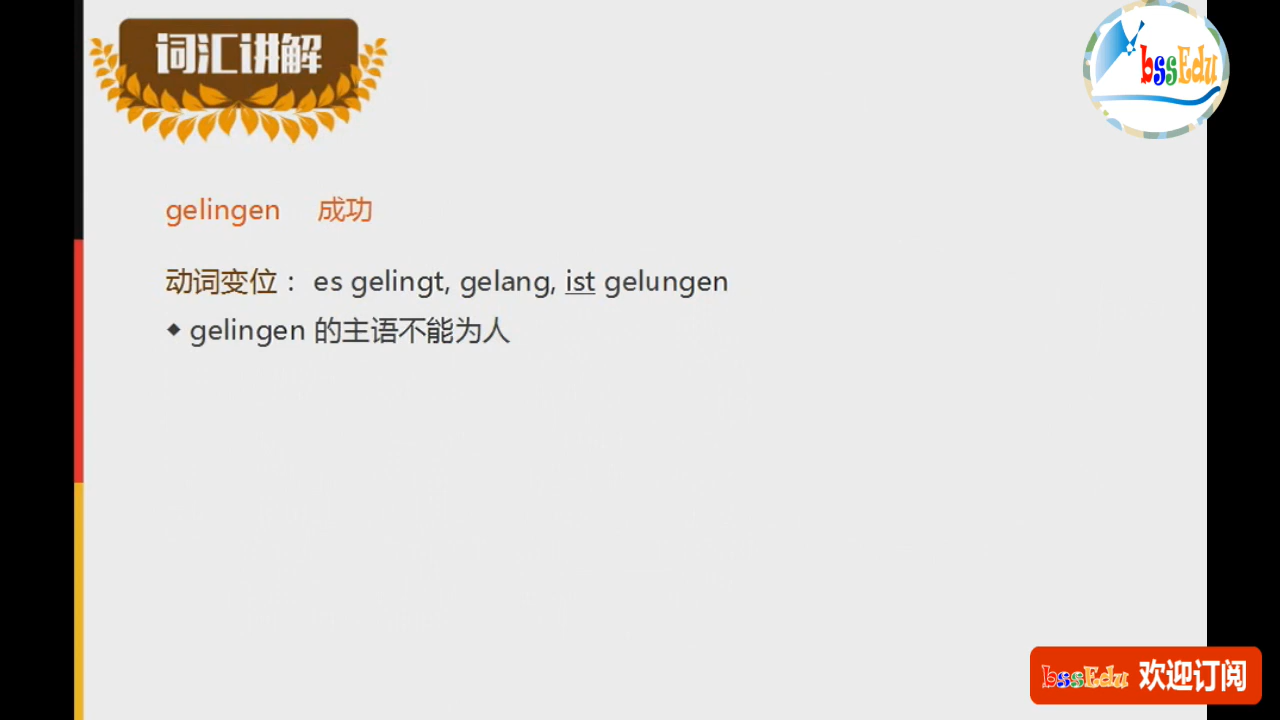 词汇讲解
bssEdu
gelingen 成功
动词变位： es gelingt, gelang, ist gelungen
◆ gelingen 的主语不能为人
bssEdu 欢迎订阅